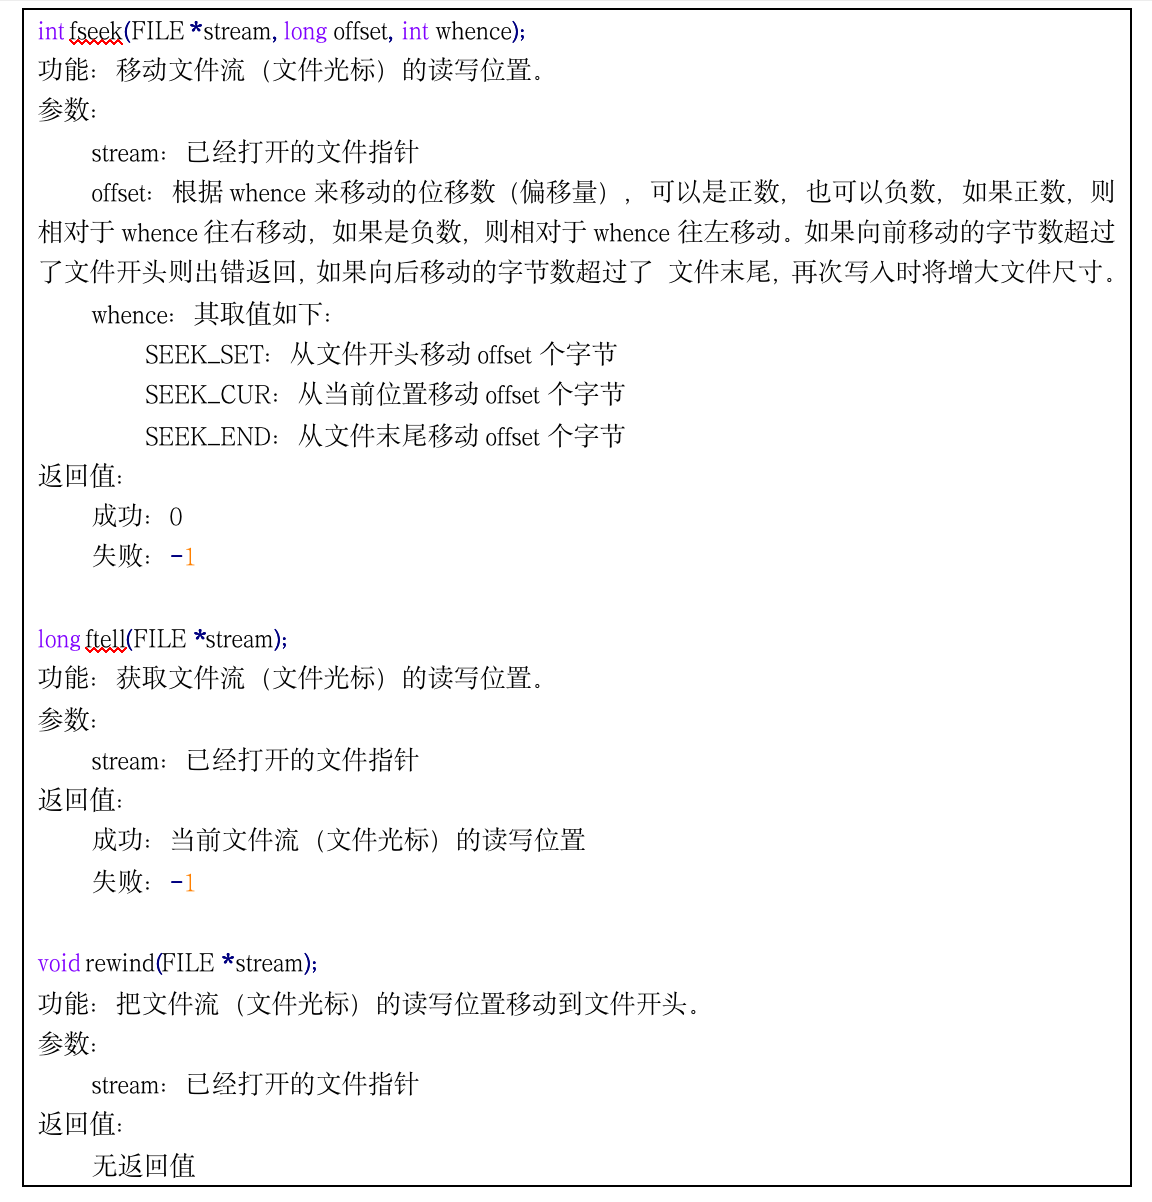 int fseek(FILE *stream, long offset, int whence);
功能：移动文件流（文件光标）的读写位置。
参数：
stream：已经打开的文件指针
offset：根据 whence 来移动的位移数（偏移量），可以是正数，也可以负数，如果正数，则
相对于 whence 往右移动，如果是负数，则相对于 whence 往左移动。如果向前移动的字节数超过
了文件开头则出错返回，如果向后移动的字节数超过了 文件末尾，再次写入时将增大文件尺寸。
whence：其取值如下：
SEEK_SET：从文件开头移动 offset 个字节
SEEK_CUR：从当前位置移动 offset 个字节
SEEK_END：从文件末尾移动 offset 个字节
返回值：
成功：0
失败：-1
long ftell(FILE *stream);
功能：获取文件流（文件光标）的读写位置。
参数：
stream：已经打开的文件指针
返回值：
成功：当前文件流（文件光标）的读写位置
失败：-1
void rewind(FILE *stream);
功能：把文件流（文件光标）的读写位置移动到文件开头。
参数：
stream：已经打开的文件指针
返回值：
无返回值